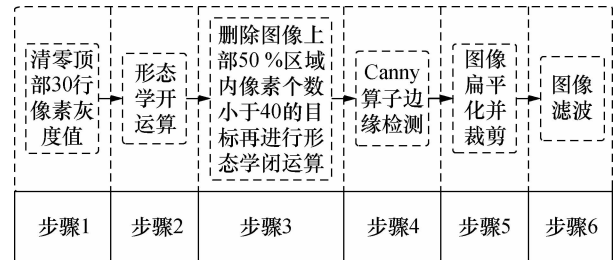 清零顶
部30行
像素灰
度值
形态
学开
运算
删除图像上
部50 %区域
内像素个数
小于40的目
标再进行形
态学闭运算
Canny
算子边
缘检测
图像
扁平
化并
裁剪
图像
滤波
步骤1
步骤2
步骤3
步骤4
步骤5
步骤6